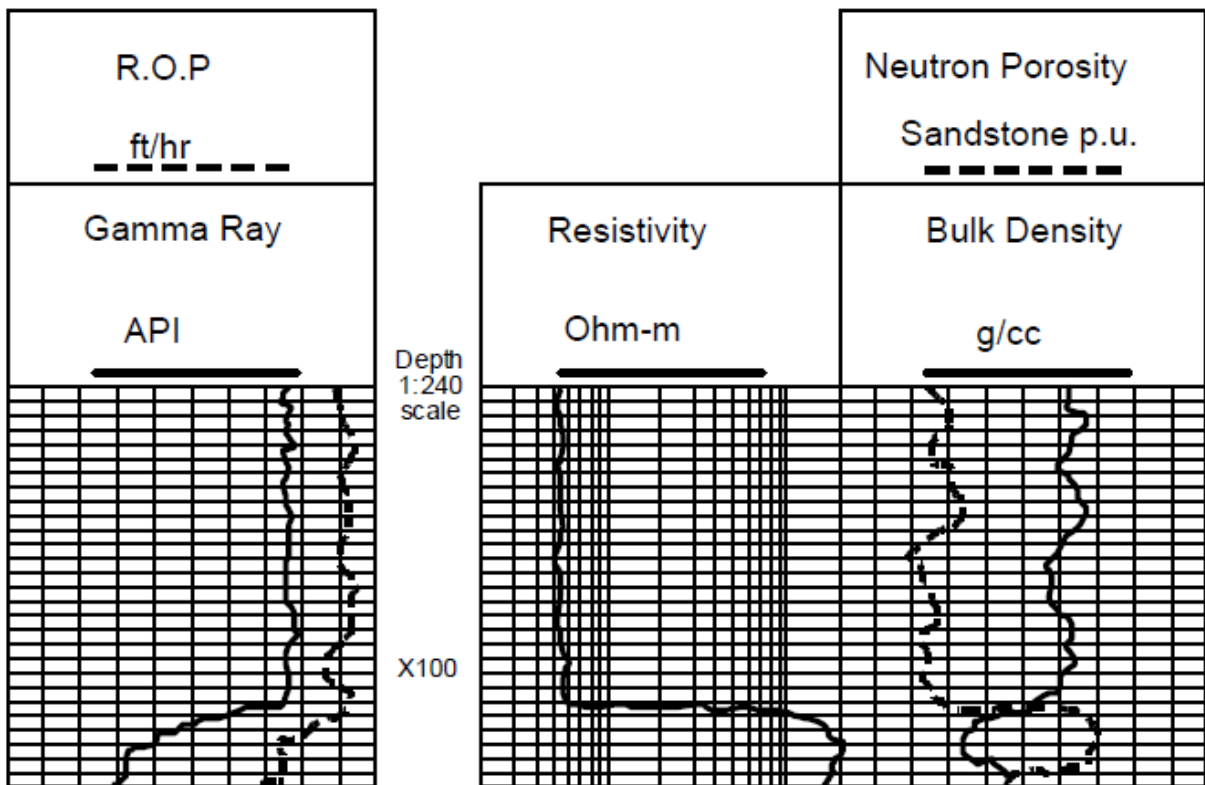 R.O.P
ft/hr
Gamma Ray
API
Depth
1:240
scale
X100
Resistivity
Ohm-m
Neutron Porosity
Sandstone p.u.
Bulk Density
g/cc